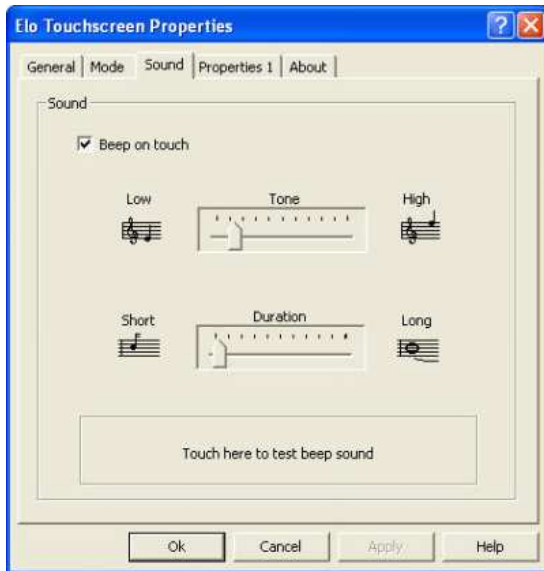 Elo Touchscreen Properties
General Mode Sound Properties 1 About
Sound
Beep on touch
Low Tone High
Short Duration Long
Touch here to test beep sound
Ok Cancel Apply Help